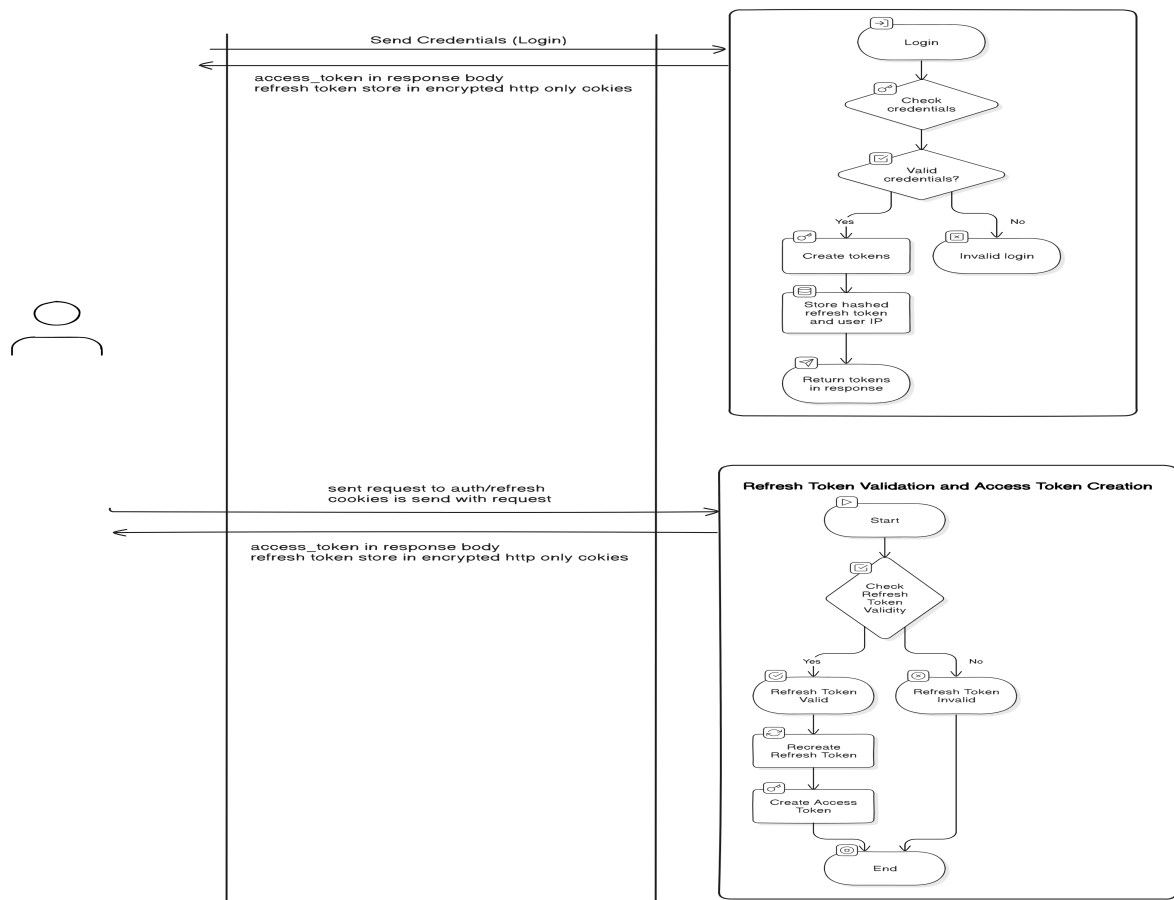 Send Credentials (Login)
access_token in response body
refresh token store in encrypted http only cokies
Login
Check
credentials
Valid
credentials?
Yes
No
Create tokens
Invalid login
Store hashed
refresh token
and user IP
Return tokens
in response
sent request to auth/refresh
cookies is send with request
access_token in response body
refresh token store in encrypted http only cokies
Refresh Token Validation and Access Token Creation
Start
Check
Refresh
Token
Validity
Yes
No
Refresh Token
Valid
Refresh Token
Invalid
Recreate
Refresh Token
Create Access
Token
End